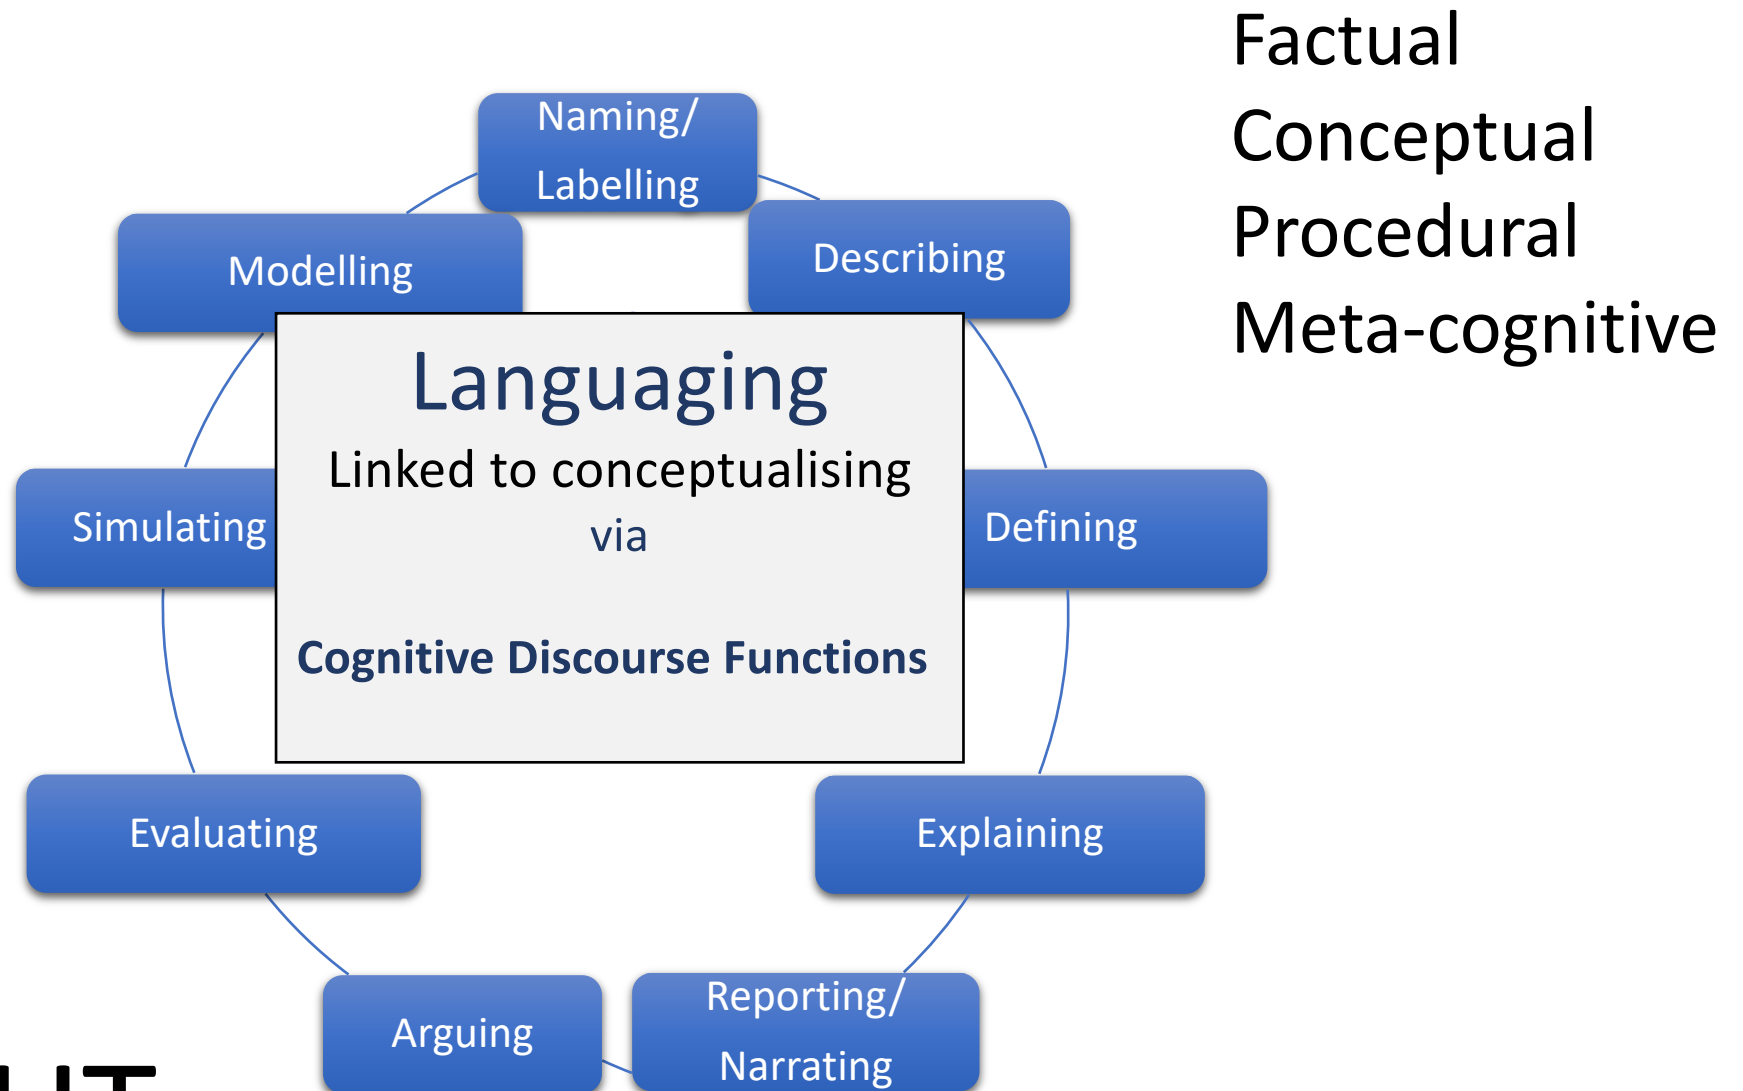 Factual
Conceptual
Procedural
Meta-cognitive
Naming/
Labelling
Describing
Defining
Explaining
Reporting/
Narrating
Arguing
Evaluating
Simulating
Modelling
Languaging
Linked to conceptualising
via
Cognitive Discourse Functions